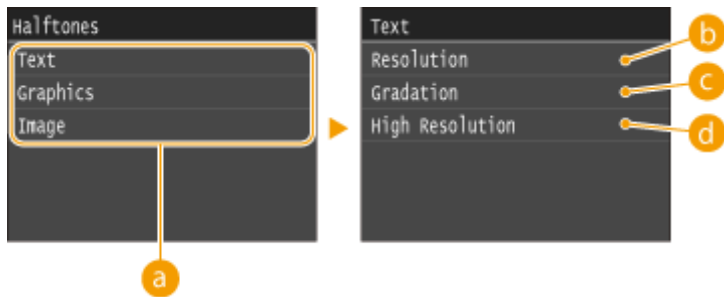 Halftones
Text
Graphics
Image
a
Text
Resolution
b
Gradation
c
High Resolution
d